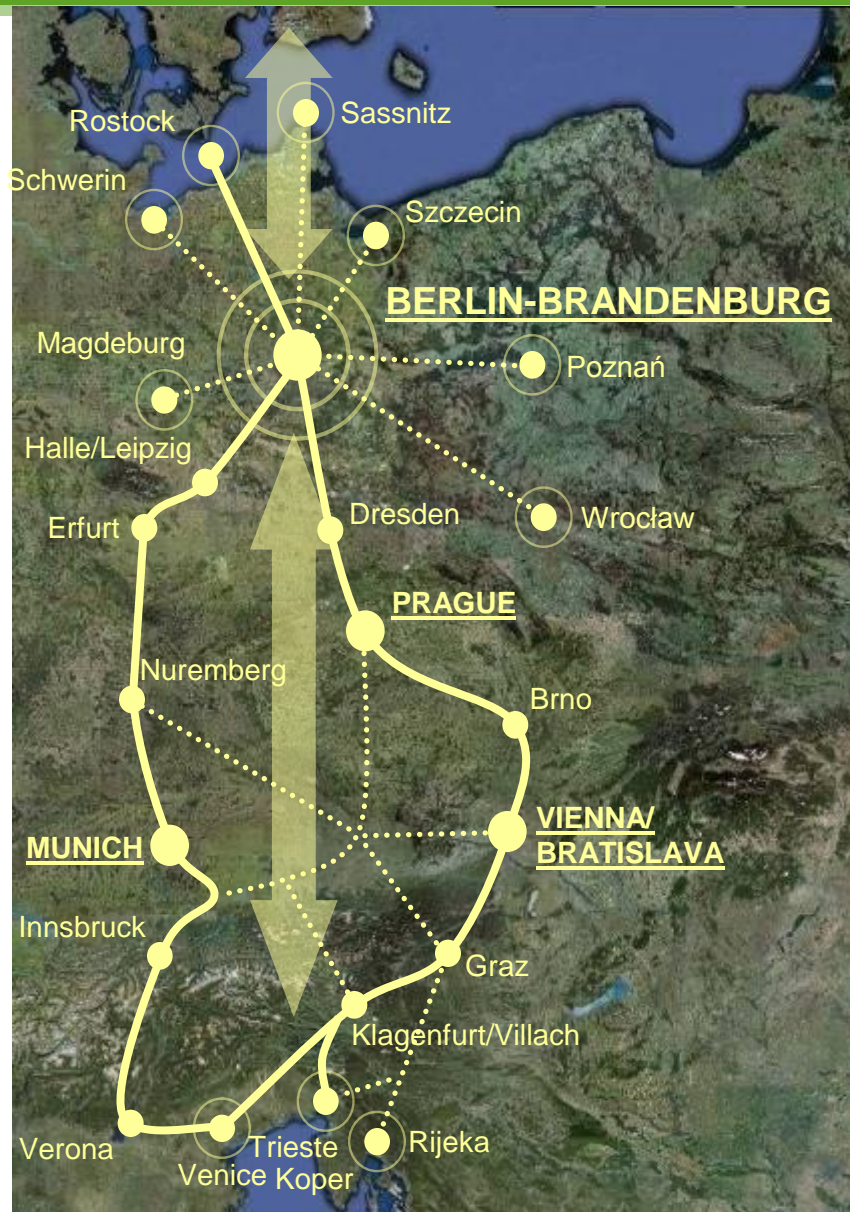 Sassnitz
Rostock
Schwerin
Szczecin
BERLIN-BRANDENBURG
Magdeburg
Poznań
Halle/Leipzig
Erfurt
Dresden
Wrocław
PRAGUE
Nuremberg
Brno
MUNICH
VIENNA/
BRATISLAVA
Innsbruck
Graz
Klagenfurt/Villach
Verona
Venice
Trieste
Koper
Rijeka